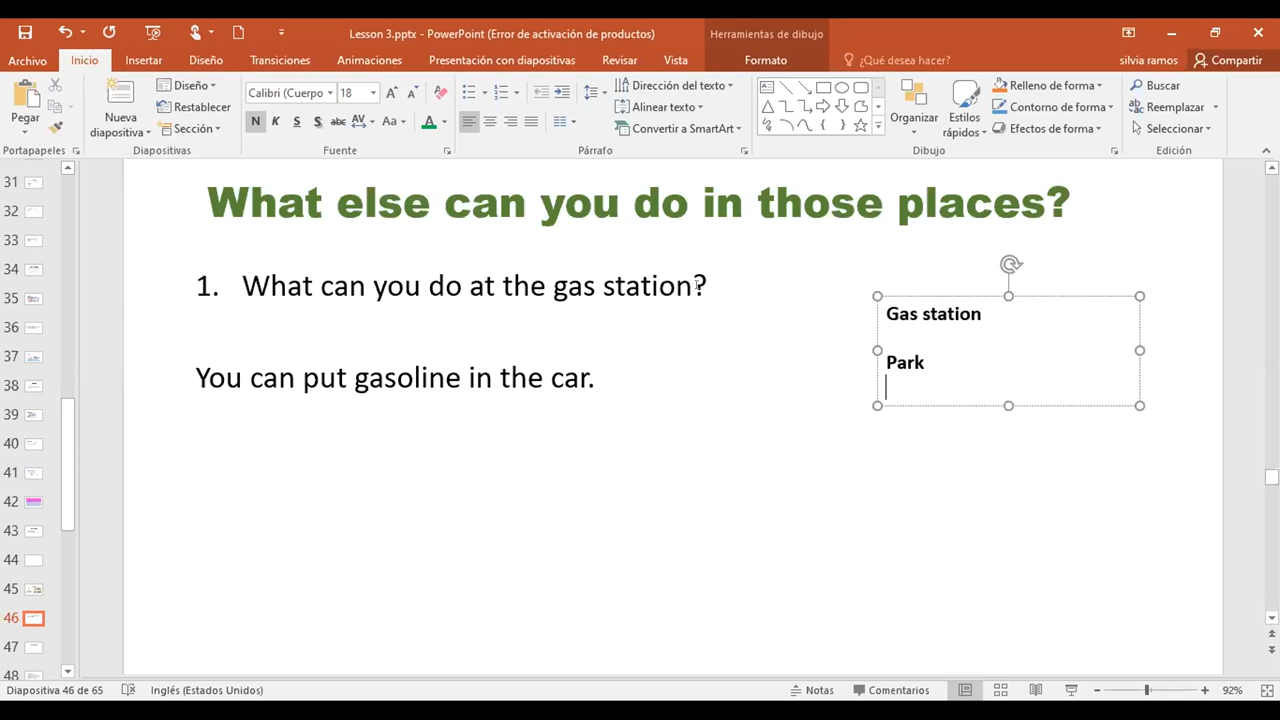 Lesson 3.pptx - PowerPoint (Error de activación de productos)
Herramientas de dibujo
Archivo
Inicio
Insertar
Diseño
Transiciones
Animaciones
Presentación con diapositivas
Revisar
Vista
Formato
¿Qué desea hacer?
silvia ramos
Compartir
Pegar
Portapapeles
Nueva diapositiva
Diseño
Restablecer
Sección
Diapositivas
Calibri (Cuerpo)
18
N K S S abc AV Aa A
Fuente
Dirección del texto
Alinear texto
Convertir a SmartArt
Párrafo
Organizar
Estilos rápidos
Relleno de forma
Contorno de forma
Efectos de forma
Dibujo
Buscar
Reemplazar
Seleccionar
Edición
31
32
33
34
35
36
37
38
39
40
41
42
43
44
45
46
47
48
What else can you do in those places?
1. What can you do at the gas station?
You can put gasoline in the car.
Gas station
Park
Diapositiva 46 de 65
Inglés (Estados Unidos)
Notas
Comentarios
92%